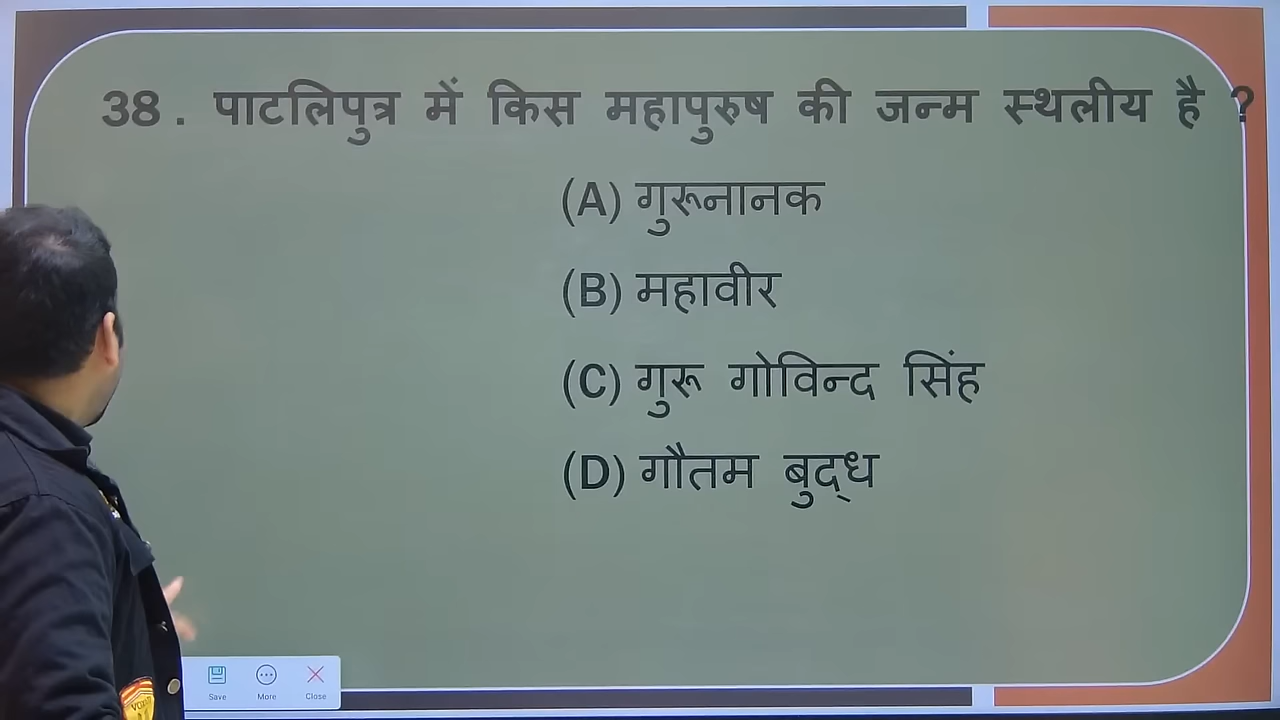 38 . पाटलिपुत्र में किस महापुरुष की जन्म स्थलीय है ?
(A) गुरूनानक
(B) महावीर
(C) गुरू गोविन्द सिंह
(D) गौतम बुद्ध
Save More Close